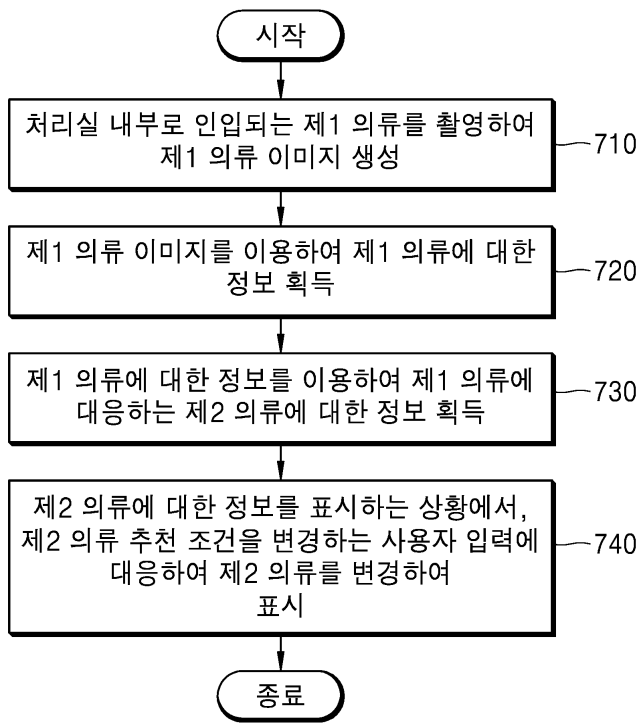 시작
처리실 내부로 인입되는 제1 의류를 촬영하여
제1 의류 이미지 생성
710
제1 의류 이미지를 이용하여 제1 의류에 대한
정보 획득
720
제1 의류에 대한 정보를 이용하여 제1 의류에
대응하는 제2 의류에 대한 정보 획득
730
제2 의류에 대한 정보를 표시하는 상황에서,
제2 의류 추천 조건을 변경하는 사용자 입력에
대응하여 제2 의류를 변경하여
표시
740
종료